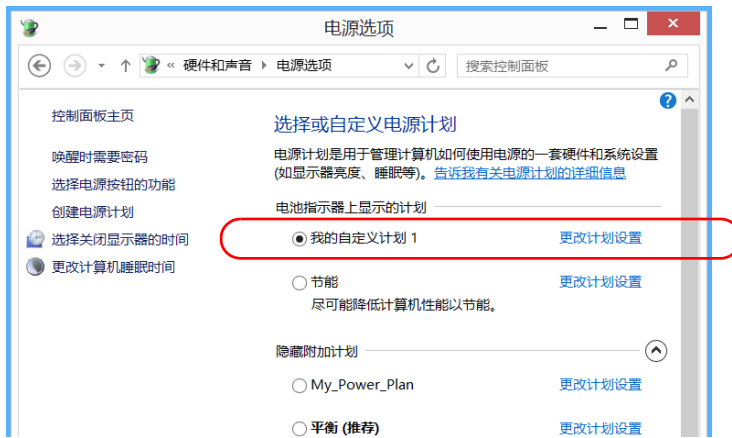 电源选项
« 硬件和声音 ▸ 电源选项
搜索控制面板
控制面板主页
唤醒时需要密码
选择电源按钮的功能
创建电源计划
选择关闭显示器的时间
更改计算机睡眠时间
选择或自定义电源计划
电源计划是用于管理计算机如何使用电源的一套硬件和系统设置
(如显示器亮度、睡眠等)。告诉我有关电源计划的详细信息
电池指示器上显示的计划
我的自定义计划 1 更改计划设置
节能 更改计划设置
尽可能降低计算机性能以节能。
隐藏附加计划
My_Power_Plan 更改计划设置
平衡 (推荐) 更改计划设置